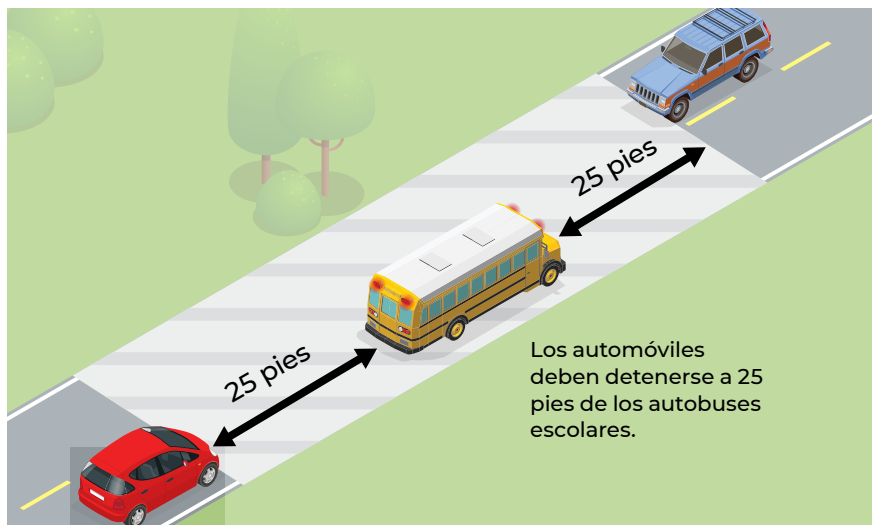 25 pies
25 pies
Los automóviles
deben detenerse a 25
pies de los autobuses
escolares.